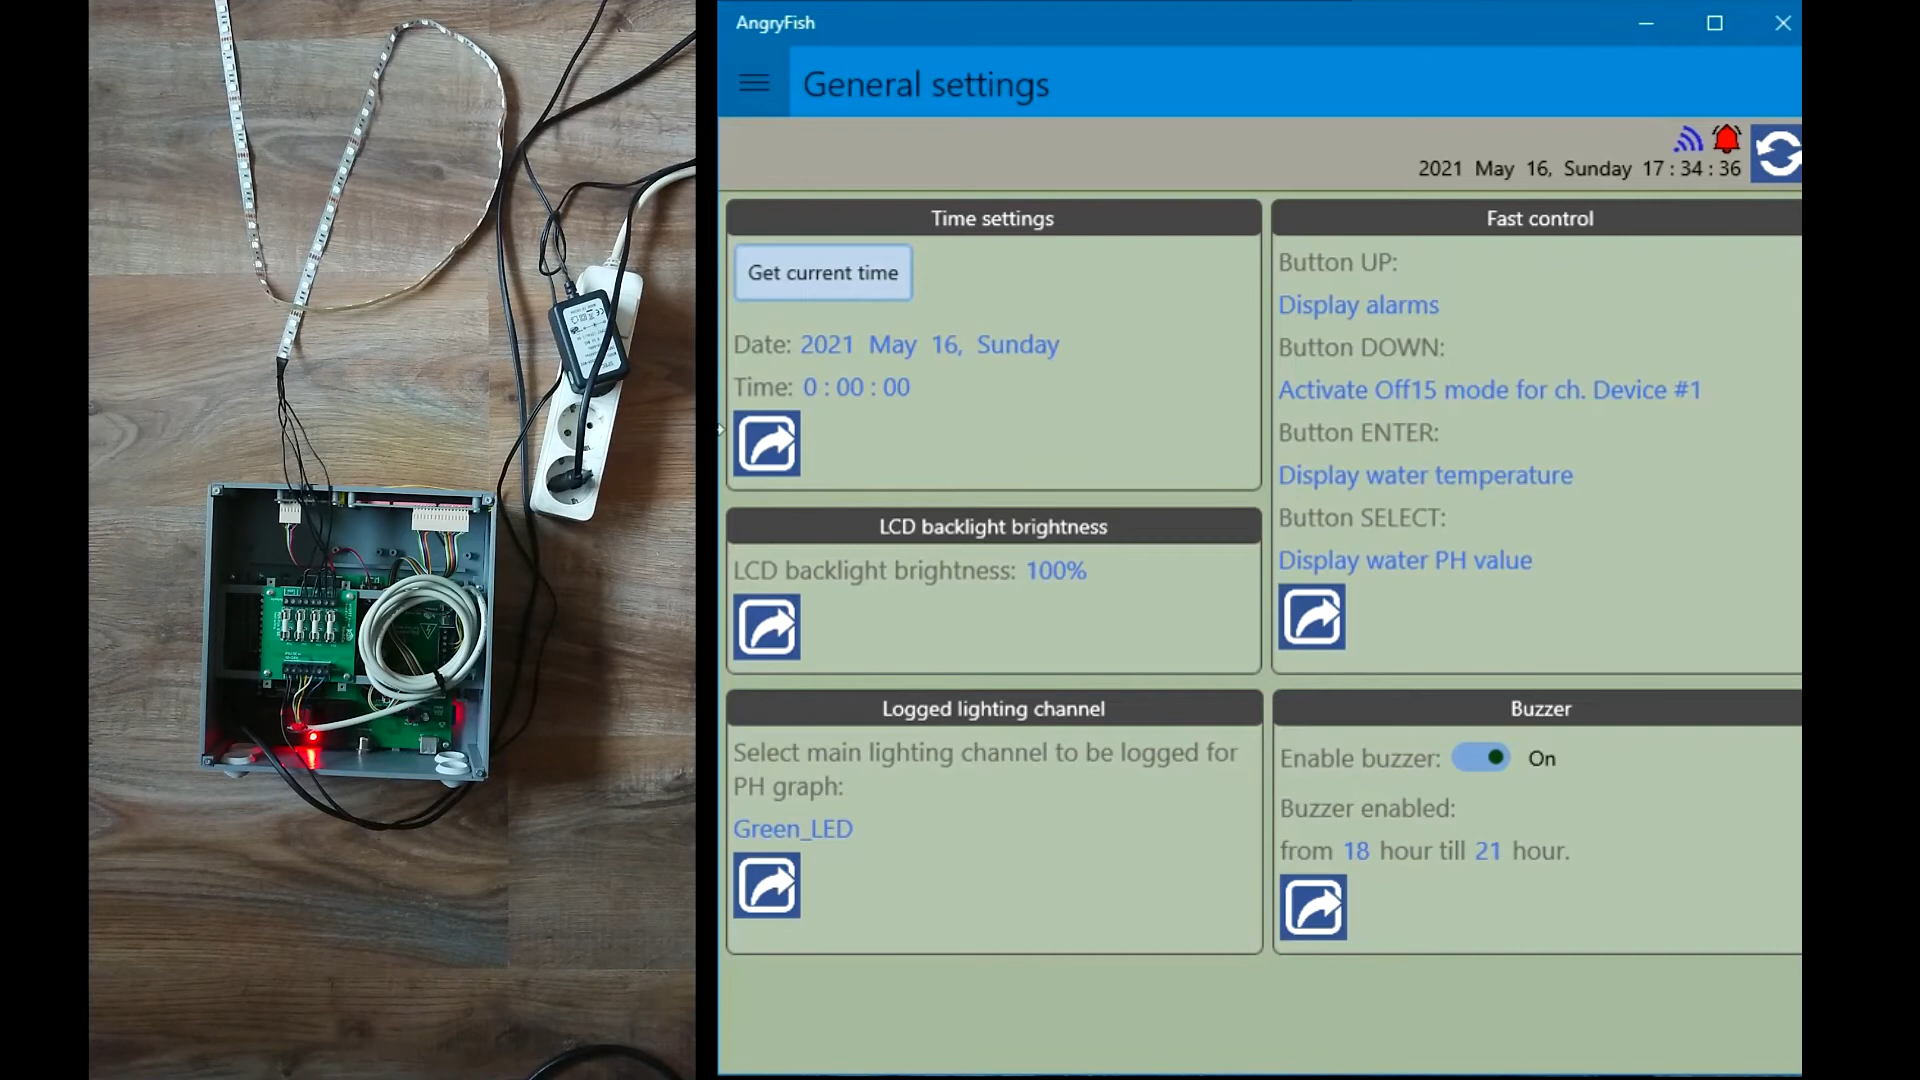 AngryFish
General settings
2021 May 16, Sunday 17 : 34 : 36
Time settings
Get current time
Date: 2021 May 16, Sunday
Time: 0 : 00 : 00
LCD backlight brightness
LCD backlight brightness: 100%
Logged lighting channel
Select main lighting channel to be logged for
PH graph:
Green_LED
Fast control
Button UP:
Display alarms
Button DOWN:
Activate Off15 mode for ch. Device #1
Button ENTER:
Display water temperature
Button SELECT:
Display water PH value
Buzzer
Enable buzzer: On
Buzzer enabled:
from 18 hour till 21 hour.